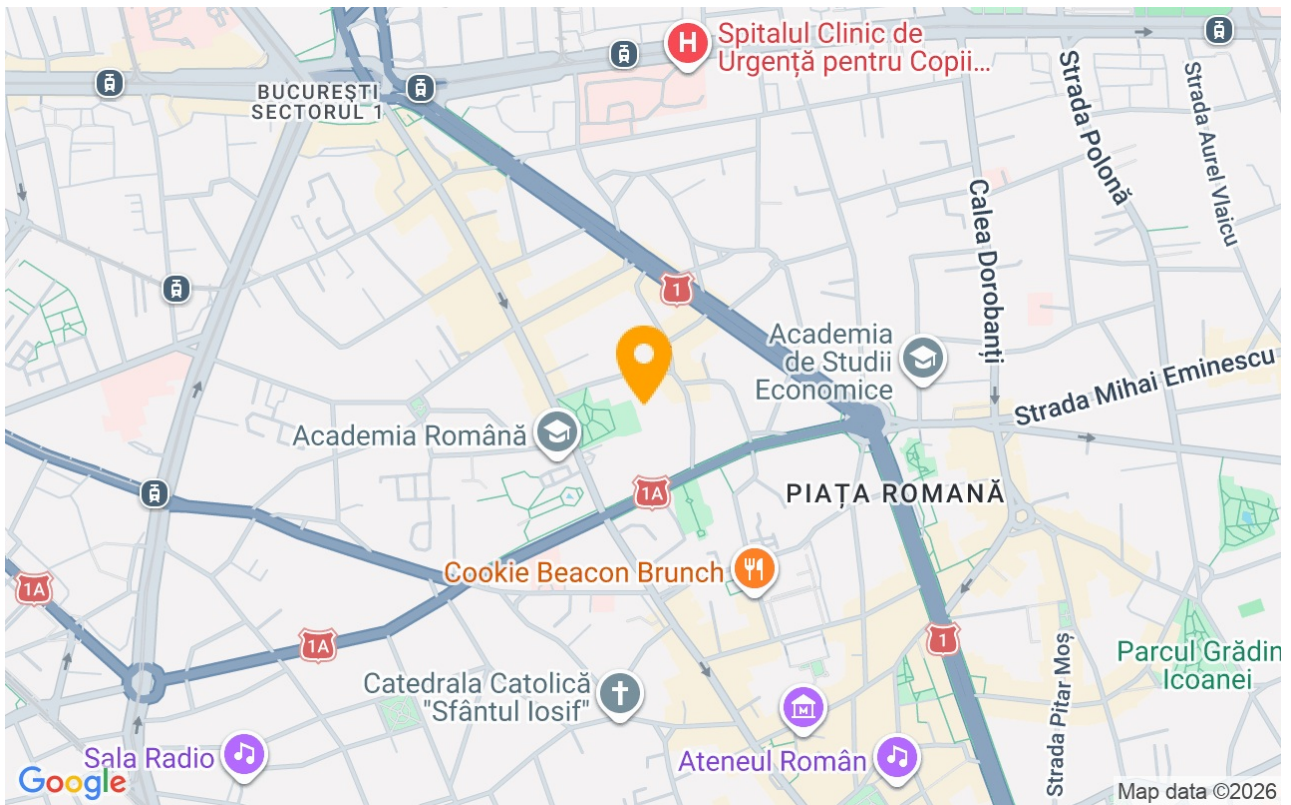 Spitalul Clinic de
Urgență pentru Copii...
BUCUREȘTI
SECTORUL 1
Strada Polonă
Strada Aurel Vlaicu
Calea Dorobanți
1
Academia
de Studii
Economice
Strada Mihai Eminescu
Academia Română
1A
PIAȚA ROMANĂ
Cookie Beacon Brunch
1A
1A
1
Parcul Grădin
Icoanei
Strada Pitar Moș
Catedrala Catolică
"Sfântul Iosif"
Sala Radio
Ateneul Român
Google
Map data ©2026